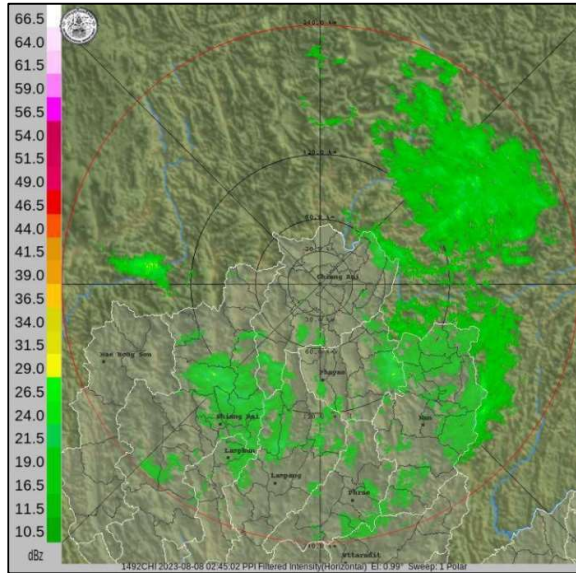 66.5
64.0
61.5
59.0
56.5
54.0
51.5
49.0
46.5
44.0
41.5
39.0
36.5
34.0
31.5
29.0
26.5
24.0
21.5
19.0
16.5
14.0
11.5
10.5
dBz
Chiang Rai
Mae Hong Son
Phayao
Chiang Mai
Nan
Lamphun
Lampang
Phrae
Uttaradit
1492CHI 2023-08-08 02:45:02 PPI Filtered Intensity(Horizontal) El: 0.99° Sweep: 1 Polar